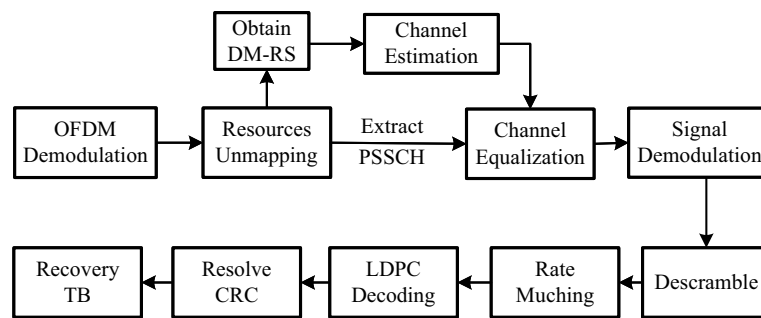 Obtain
DM-RS
Channel
Estimation
OFDM
Demodulation
Resources
Unmapping
Extract
PSSCH
Channel
Equalization
Signal
Demodulation
Recovery
TB
Resolve
CRC
LDPC
Decoding
Rate
Muching
Descramble